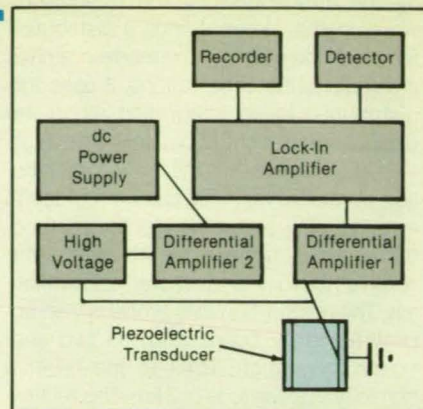 Recorder
Detector
dc
Power
Supply
Lock-In
Amplifier
High
Voltage
Differential
Amplifier 2
Differential
Amplifier 1
Piezoelectric
Transducer